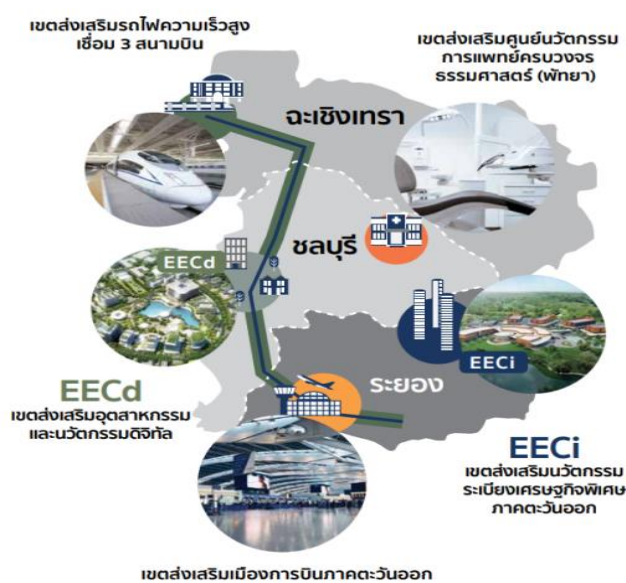 เขตส่งเสริมรถไฟความเร็วสูง
เชื่อม 3 สนามบิน
เขตส่งเสริมศูนย์นวัตกรรม
การแพทย์ครบวงจร
ธรรมศาสตร์ (พัทยา)
ฉะเชิงเทรา
ชลบุรี
EECd
EECi
ระยอง
EECd
เขตส่งเสริมอุตสาหกรรม
และนวัตกรรมดิจิทัล
EECi
เขตส่งเสริมนวัตกรรม
ระเบียงเศรษฐกิจพิเศษ
ภาคตะวันออก
เขตส่งเสริมเมืองการบินภาคตะวันออก